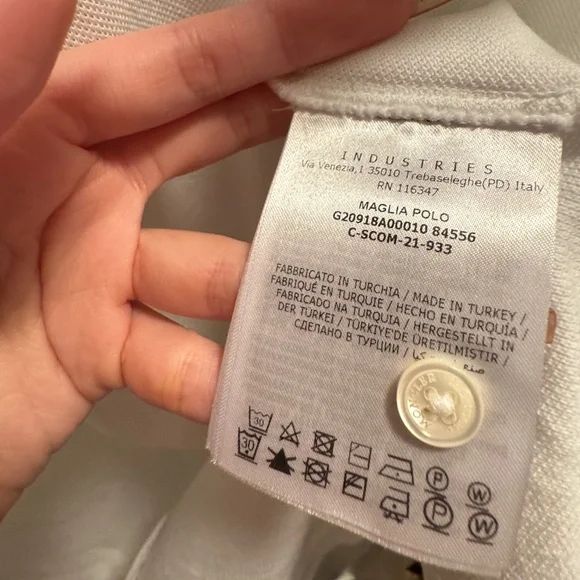 INDUSTRIES
Via Venezia,1 35010 Trebaseleghe(PD) Italy
RN 116347
MAGLIA POLO
G20918A00010 84556
C-SCOM-21-933
FABBRICATO IN TURCHIA / MADE IN TURKEY /
FABRIQUÉ EN TURQUIE / HECHO EN TURQUÍA /
FABRICADO NA TURQUIA / HERGESTELLT IN
DER TÜRKEI / TÜRKİYE'DE ÜRETİLMİSTİR /
СДЕЛАНО В ТУРЦИИ /
MONCLER
30
P W
30
P W